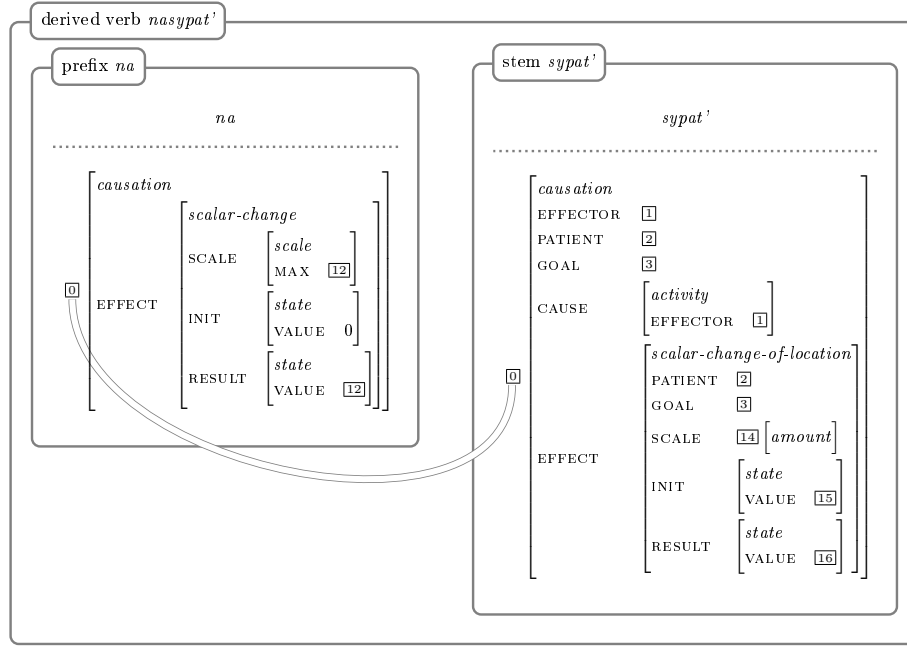 derived verb nasypat’
prefix na
na
0
causation
EFFECT
scalar-change
SCALE
scale
MAX 12
INIT
state
VALUE 0
RESULT
state
VALUE 12
stem sypat’
sypat’
0
causation
EFFECTOR 1
PATIENT 2
GOAL 3
CAUSE
activity
EFFECTOR 1
EFFECT
scalar-change-of-location
PATIENT 2
GOAL 3
SCALE 14 amount
INIT
state
VALUE 15
RESULT
state
VALUE 16